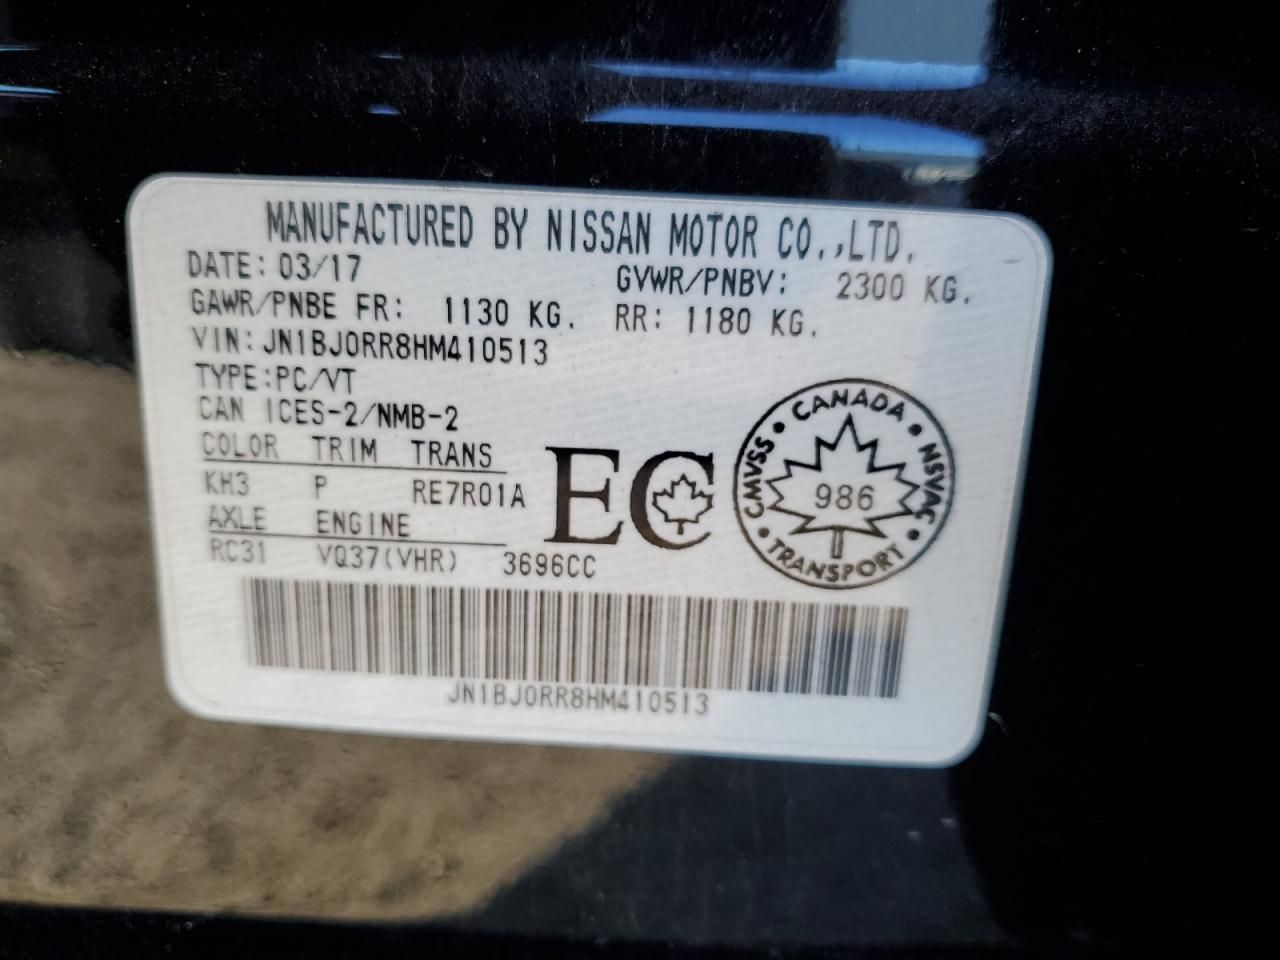 MANUFACTURED BY NISSAN MOTOR CO.,LTD.
DATE: 03/17 GVWR/PNBV: 2300 KG.
GAWR/PNBE FR: 1130 KG. RR: 1180 KG.
VIN: JN1BJ0RR8HM410513
TYPE:PC/VT
CAN ICES-2/NMB-2
COLOR TRIM TRANS
KH3 P RE7R01A
AXLE ENGINE
RC31 VQ37(VHR) 3696CC
EC
CANADA
CMVSS
NSVAC
986
TRANSPORT
JN1BJ0RR8HM410513